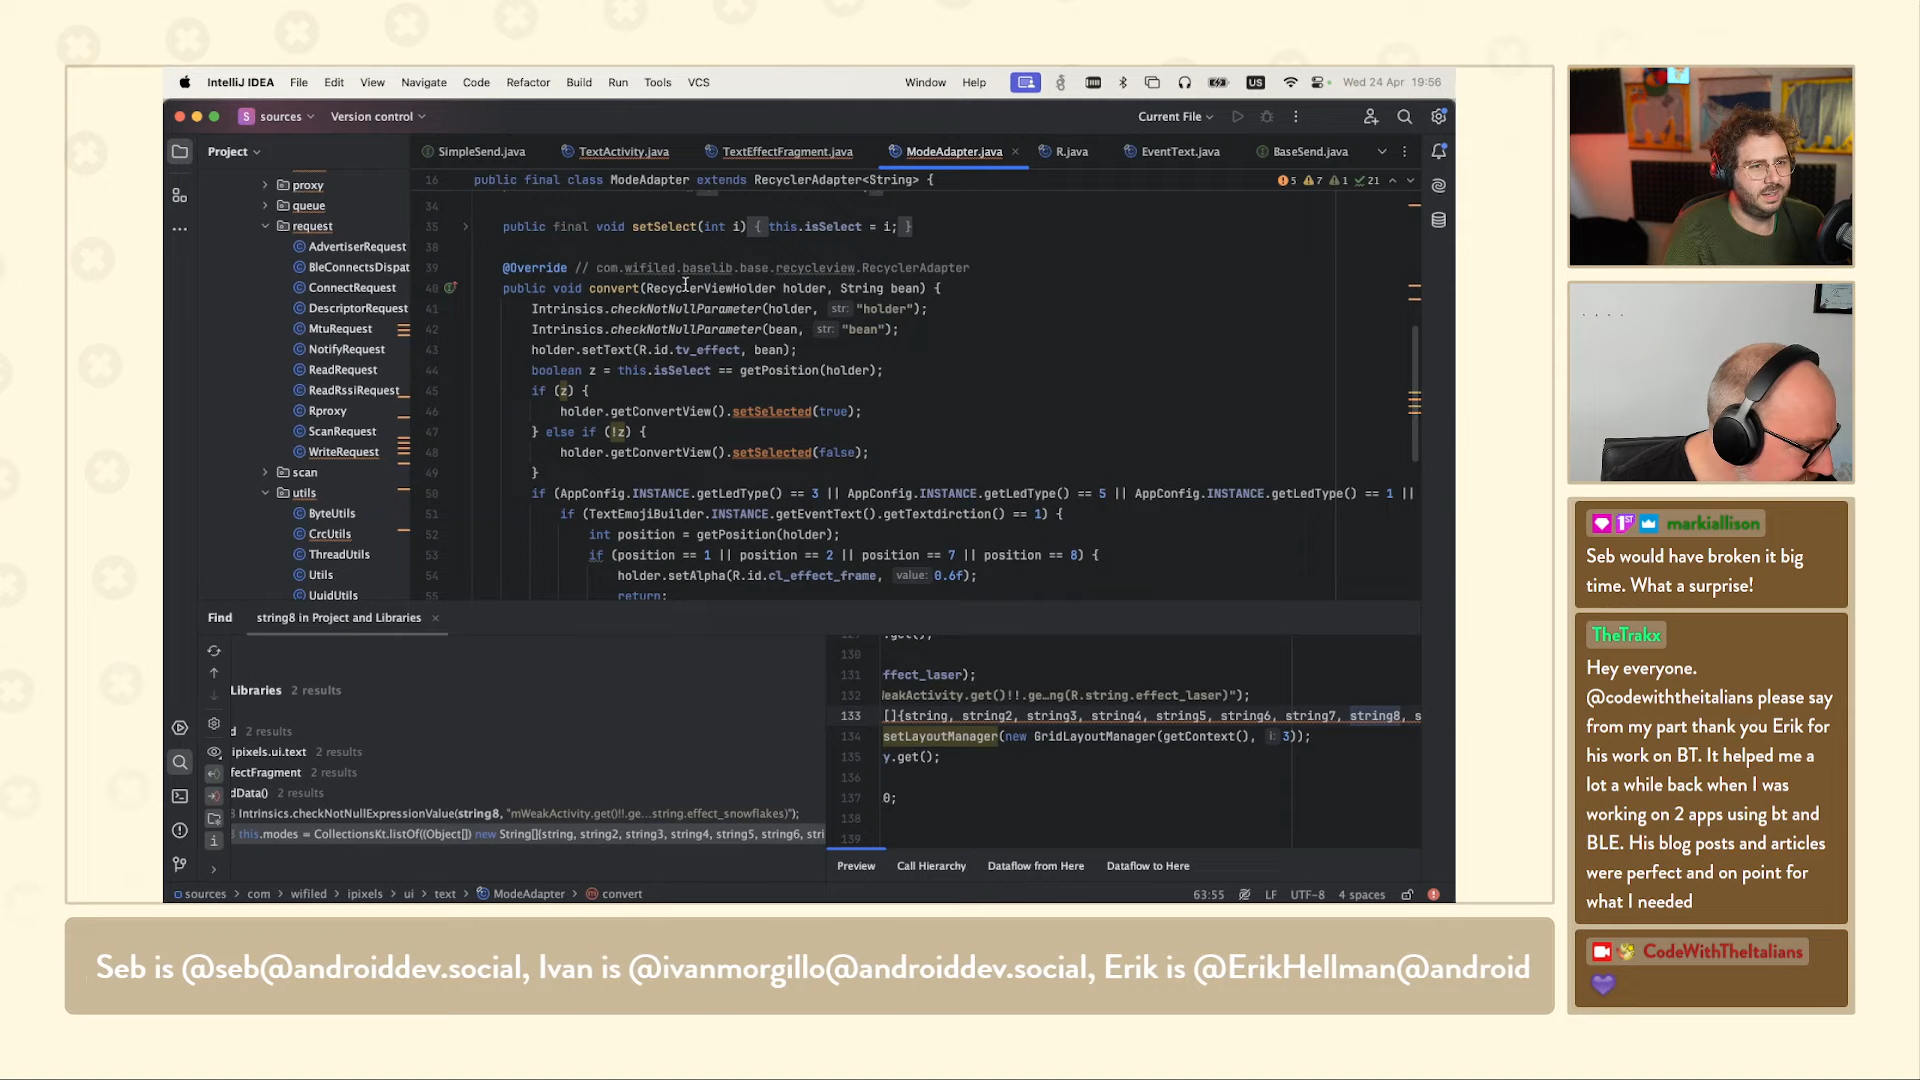 IntelliJ IDEA File Edit View Navigate Code Refactor Build Run Tools VCS Window Help US Wed 24 Apr 19:56
S sources Version control Current File
Project SimpleSend.java TextActivity.java TextEffectFragment.java ModeAdapter.java R.java EventText.java BaseSend.java
16 public final class ModeAdapter extends RecyclerAdapter<String> { 5 7 1 21
proxy
queue
request
AdvertiserRequest
BleConnectsDispat
ConnectRequest
DescriptorRequest
MtuRequest
NotifyRequest
ReadRequest
ReadRssiRequest
Rproxy
ScanRequest
WriteRequest
scan
utils
ByteUtils
CrcUtils
ThreadUtils
Utils
UuidUtils
34
35 public final void setSelect(int i) { this.isSelect = i; }
38
39 @Override // com.wifiled.baselib.base.recycleview.RecyclerAdapter
40 public void convert(RecyclerViewHolder holder, String bean) {
41 Intrinsics.checkNotNullParameter(holder, str: "holder");
42 Intrinsics.checkNotNullParameter(bean, str: "bean");
43 holder.setText(R.id.tv_effect, bean);
44 boolean z = this.isSelect == getPosition(holder);
45 if (z) {
46 holder.getConvertView().setSelected(true);
47 } else if (!z) {
48 holder.getConvertView().setSelected(false);
49 }
50 if (AppConfig.INSTANCE.getLedType() == 3 || AppConfig.INSTANCE.getLedType() == 5 || AppConfig.INSTANCE.getLedType() == 1 ||
51 if (TextEmojiBuilder.INSTANCE.getEventText().getTextdirction() == 1) {
52 int position = getPosition(holder);
53 if (position == 1 || position == 2 || position == 7 || position == 8) {
54 holder.setAlpha(R.id.cl_effect_frame, value: 0.6f);
55 return;
Find string8 in Project and Libraries
Libraries 2 results
d 2 results
ipixels.ui.text 2 results
fectFragment 2 results
dData() 2 results
Intrinsics.checkNotNullExpressionValue(string8, "mWeakActivity.get()!!.ge...string.effect_snowflakes)");
this.modes = CollectionsKt.listOf((Object[]) new String[]{string, string2, string3, string4, string5, string6, stri
129 .get();
130
131 ffect_laser);
132 WeakActivity.get()!!.ge…ng(R.string.effect_laser)");
133 []{string, string2, string3, string4, string5, string6, string7, string8, s
134 setLayoutManager(new GridLayoutManager(getContext(), i: 3));
135 y.get();
136
137 0;
138
139
Preview Call Hierarchy Dataflow from Here Dataflow to Here
sources > com > wifiled > ipixels > ui > text > ModeAdapter > convert 63:55 LF UTF-8 4 spaces
markiallison
Seb would have broken it big
time. What a surprise!
TheTrakx
Hey everyone.
@codewiththeitalians please say
from my part thank you Erik for
his work on BT. It helped me a
lot a while back when I was
working on 2 apps using bt and
BLE. His blog posts and articles
were perfect and on point for
what I needed
CodeWithTheItalians
💜
Seb is @seb@androiddev.social, Ivan is @ivanmorgillo@androiddev.social, Erik is @ErikHellman@android